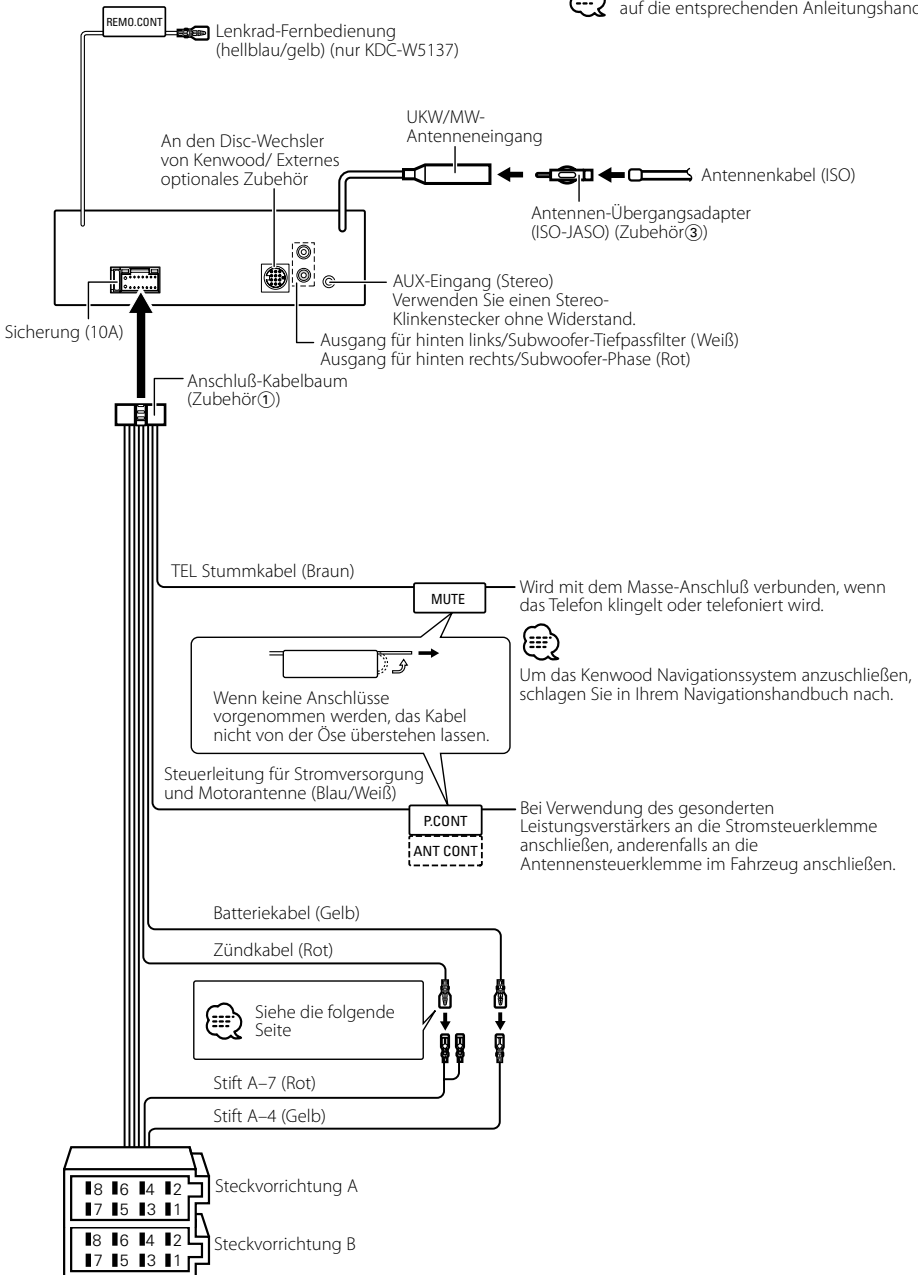 auf die entsprechenden Anleitungshand
REMO.CONT
Lenkrad-Fernbedienung
(hellblau/gelb) (nur KDC-W5137)
UKW/MW-
Antenneneingang
An den Disc-Wechsler
von Kenwood/ Externes
optionales Zubehör
Antennenkabel (ISO)
Antennen-Übergangsadapter
(ISO-JASO) (Zubehör③)
AUX-Eingang (Stereo)
Verwenden Sie einen Stereo-
Klinkenstecker ohne Widerstand.
Sicherung (10A)
Ausgang für hinten links/Subwoofer-Tiefpassfilter (Weiß)
Ausgang für hinten rechts/Subwoofer-Phase (Rot)
Anschluß-Kabelbaum
(Zubehör①)
TEL Stummkabel (Braun)
MUTE
Wird mit dem Masse-Anschluß verbunden, wenn
das Telefon klingelt oder telefoniert wird.
Um das Kenwood Navigationssystem anzuschließen,
schlagen Sie in Ihrem Navigationshandbuch nach.
Wenn keine Anschlüsse
vorgenommen werden, das Kabel
nicht von der Öse überstehen lassen.
Steuerleitung für Stromversorgung
und Motorantenne (Blau/Weiß)
P.CONT
ANT CONT
Bei Verwendung des gesonderten
Leistungsverstärkers an die Stromsteuerklemme
anschließen, anderenfalls an die
Antennensteuerklemme im Fahrzeug anschließen.
Batteriekabel (Gelb)
Zündkabel (Rot)
Siehe die folgende
Seite
Stift A–7 (Rot)
Stift A–4 (Gelb)
8 6 4 2
7 5 3 1
Steckvorrichtung A
8 6 4 2
7 5 3 1
Steckvorrichtung B